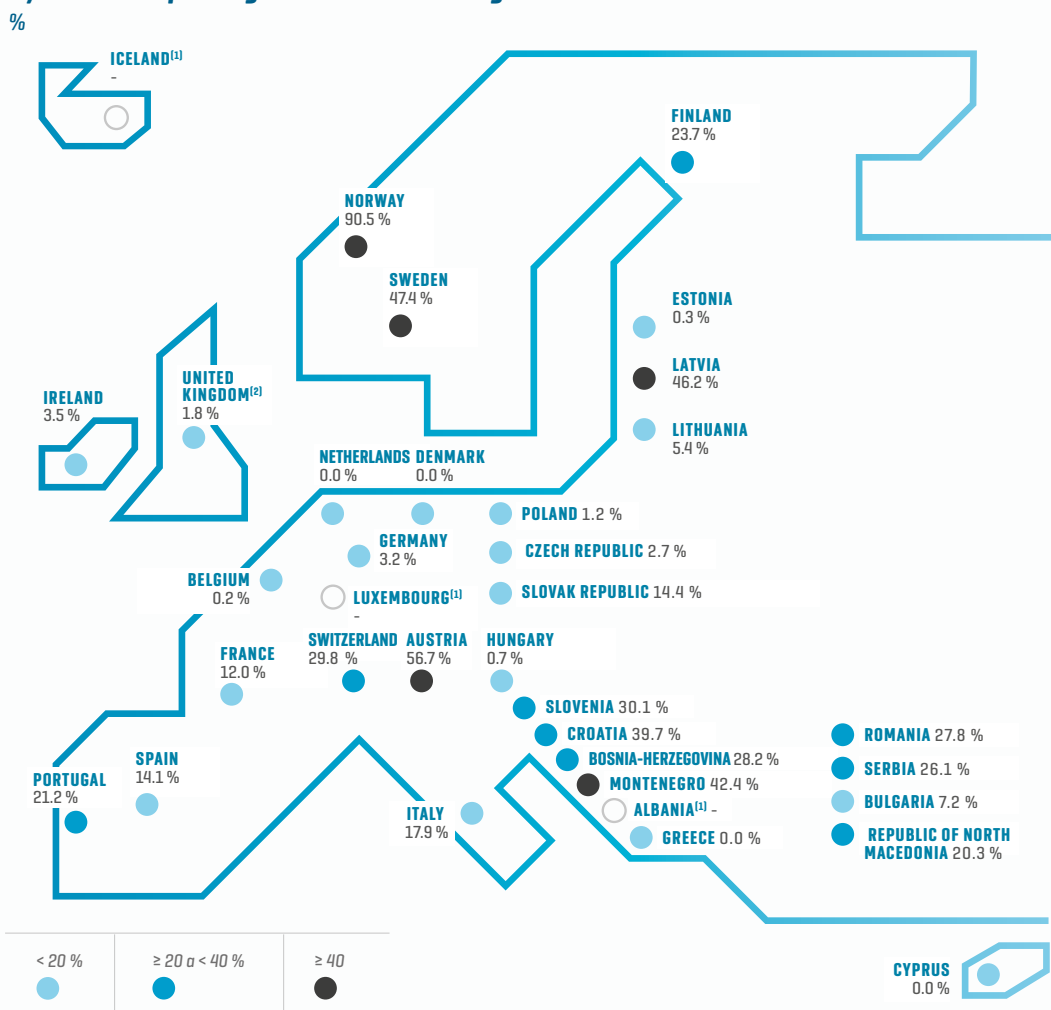 %
ICELAND(1)
-
FINLAND
23.7 %
NORWAY
90.5 %
SWEDEN
47.4 %
ESTONIA
0.3 %
LATVIA
46.2 %
LITHUANIA
5.4 %
UNITED
KINGDOM(2)
1.8 %
IRELAND
3.5 %
NETHERLANDS DENMARK
0.0 % 0.0 %
POLAND 1.2 %
GERMANY
3.2 %
CZECH REPUBLIC 2.7 %
BELGIUM
0.2 %
LUXEMBOURG(1)
-
SLOVAK REPUBLIC 14.4 %
SWITZERLAND AUSTRIA HUNGARY
29.8 % 56.7 % 0.7 %
FRANCE
12.0 %
SLOVENIA 30.1 %
CROATIA 39.7 %
BOSNIA-HERZEGOVINA 28.2 %
MONTENEGRO 42.4 %
ALBANIA(1) -
GREECE 0.0 %
SPAIN
14.1 %
PORTUGAL
21.2 %
ITALY
17.9 %
ROMANIA 27.8 %
SERBIA 26.1 %
BULGARIA 7.2 %
REPUBLIC OF NORTH
MACEDONIA 20.3 %
CYPRUS
0.0 %
< 20 % ≥ 20 a < 40 % ≥ 40